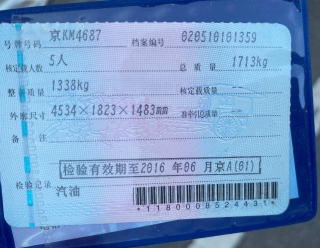 号牌号码 京KM4687 档案编号 020510101359
核定载人数 5人 总质量 1713kg
整备质量 1338kg 核定载质量 --
外廓尺寸 4534×1823×1483mm 准牵引总质量 --
备注
检验有效期至2016年06月京A(01)
检验记录 汽油
*1180008524431*